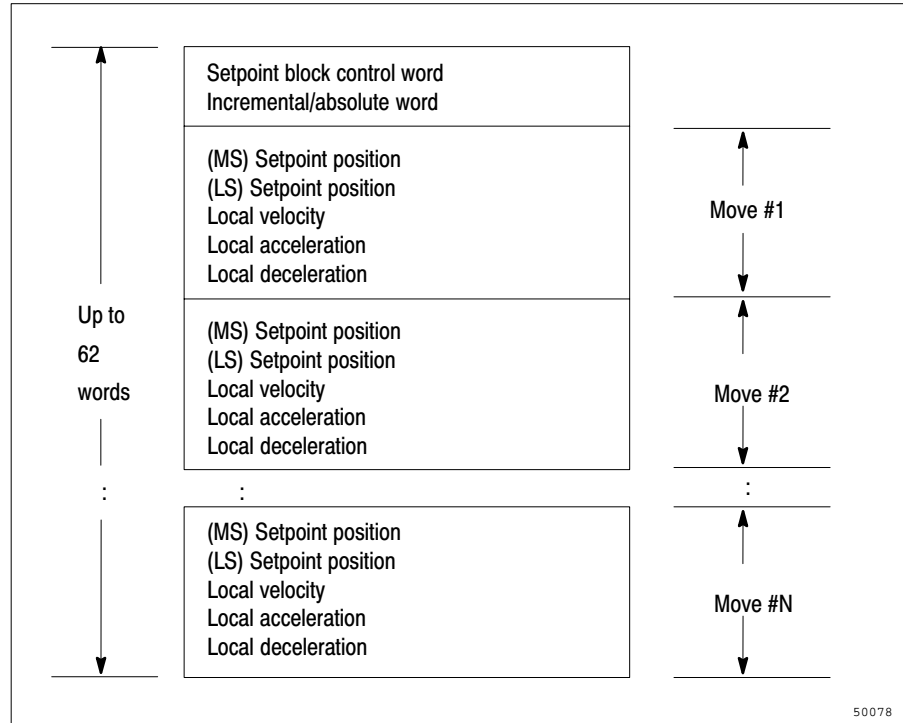 Setpoint block control word
Incremental/absolute word
(MS) Setpoint position
(LS) Setpoint position
Local velocity
Local acceleration
Local deceleration
Move #1
Up to
62
words
(MS) Setpoint position
(LS) Setpoint position
Local velocity
Local acceleration
Local deceleration
Move #2
: : :
(MS) Setpoint position
(LS) Setpoint position
Local velocity
Local acceleration
Local deceleration
Move #N
50078